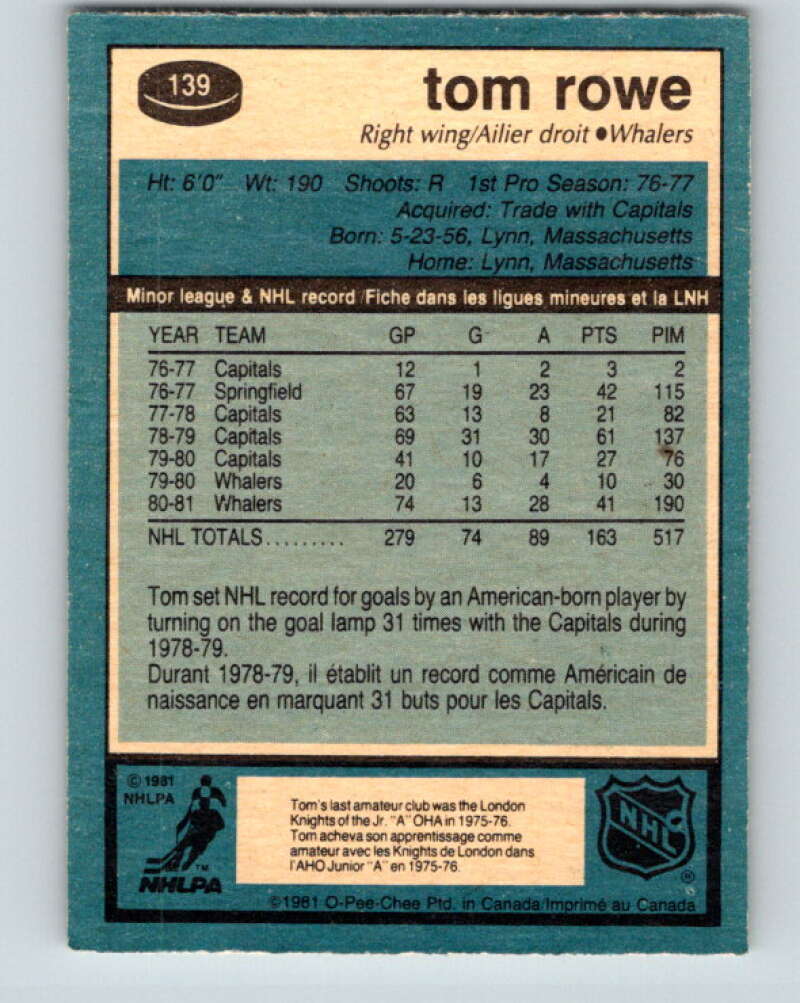 139
tom rowe
Right wing/Ailier droit ●Whalers
Ht: 6'0" Wt: 190 Shoots: R 1st Pro Season: 76-77
Acquired: Trade with Capitals
Born: 5-23-56, Lynn, Massachusetts
Home: Lynn, Massachusetts
Minor league & NHL record/Fiche dans les ligues mineures et la LNH
YEAR TEAM GP G A PTS PIM
76-77 Capitals 12 1 2 3 2
76-77 Springfield 67 19 23 42 115
77-78 Capitals 63 13 8 21 82
78-79 Capitals 69 31 30 61 137
79-80 Capitals 41 10 17 27 76
79-80 Whalers 20 6 4 10 30
80-81 Whalers 74 13 28 41 190
NHL TOTALS......... 279 74 89 163 517
Tom set NHL record for goals by an American-born player by
turning on the goal lamp 31 times with the Capitals during
1978-79.
Durant 1978-79, il établit un record comme Américain de
naissance en marquant 31 buts pour les Capitals.
© 1981
NHLPA
Tom's last amateur club was the London
Knights of the Jr. "A" OHA in 1975-76.
Tom acheva son apprentissage comme
amateur avec les Knights de London dans
l'AHO Junior "A" en 1975-76.
TM
NHLPA
NHL
®
©1981 O-Pee-Chee Ptd. in Canada/Imprimé au Canada